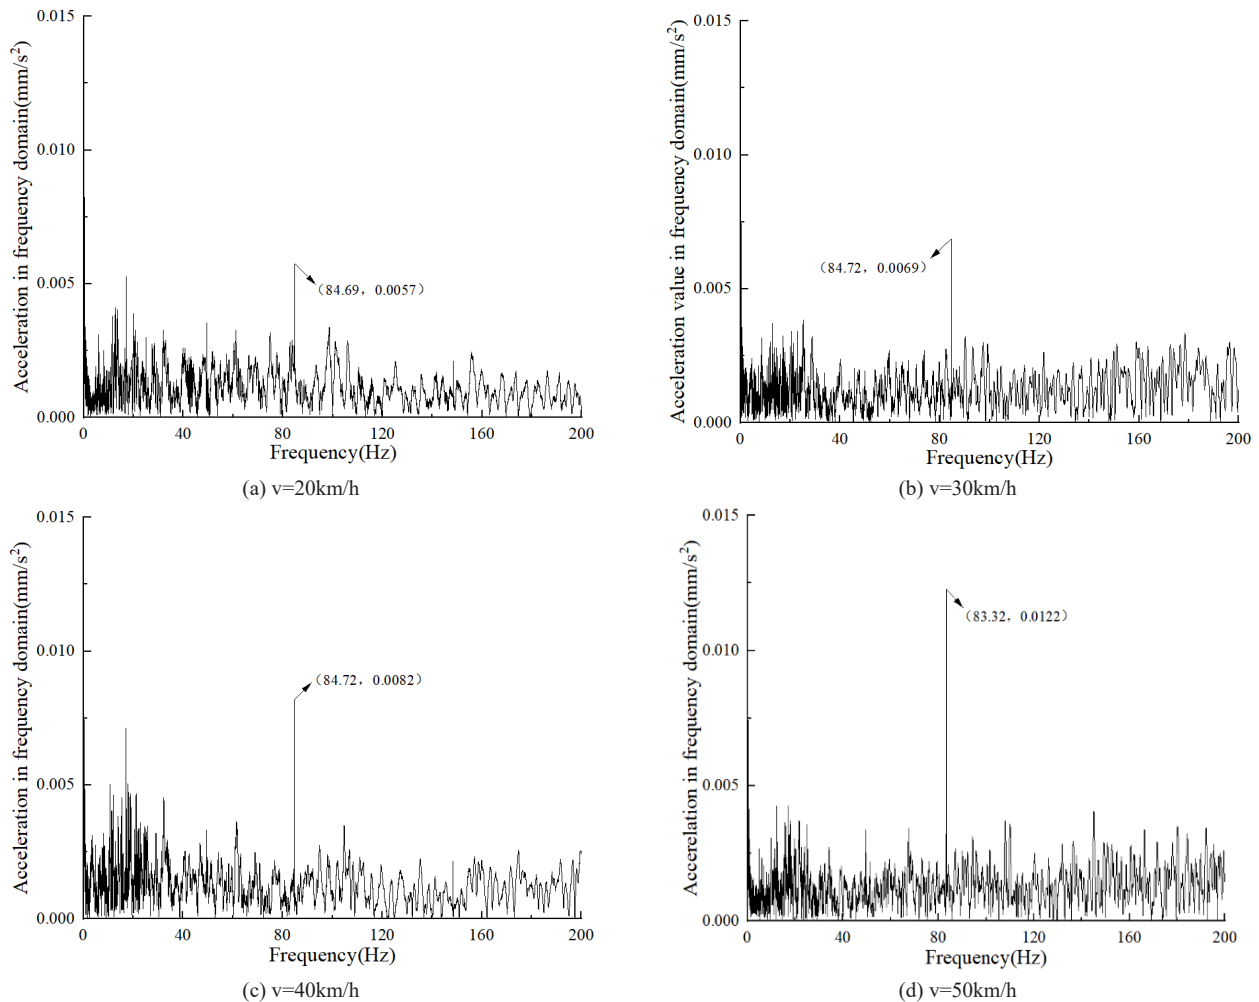 Acceleration in frequency domain(mm/s²)
0.015
0.010
0.005
0.000
(84.69, 0.0057)
0 40 80 120 160 200
Frequency(Hz)
(a) v=20km/h
Acceleration value in frequency domain(mm/s²)
0.015
0.010
0.005
0.000
(84.72, 0.0069)
0 40 80 120 160 200
Frequency(Hz)
(b) v=30km/h
Acceleration in frequency domain(mm/s²)
0.015
0.010
0.005
0.000
(84.72, 0.0082)
0 40 80 120 160 200
Frequency(Hz)
(c) v=40km/h
Accerelation in frequency domain(mm/s²)
0.015
0.010
0.005
0.000
(83.32, 0.0122)
0 40 80 120 160 200
Frequency(Hz)
(d) v=50km/h